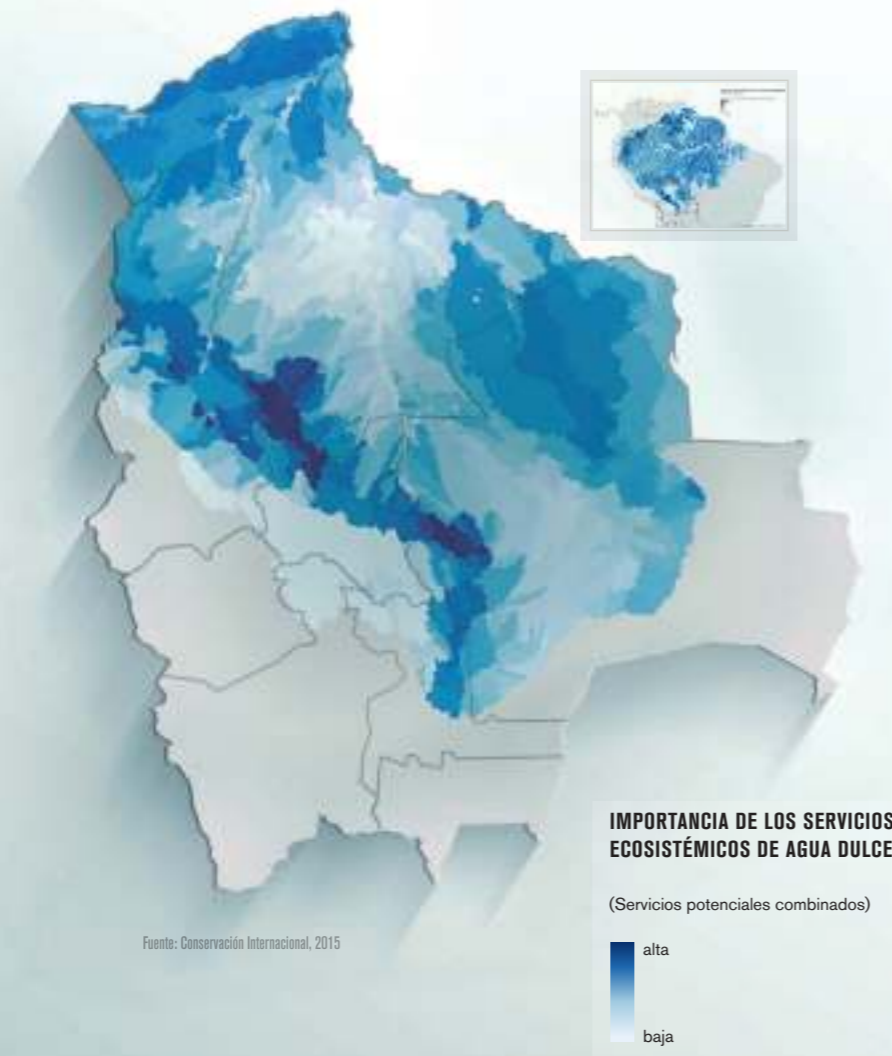 IMPORTANCIA DE LOS SERVICIOS
ECOSISTÉMICOS DE AGUA DULCE
(Servicios potenciales combinados)
alta
baja
Fuente: Conservación Internacional, 2015